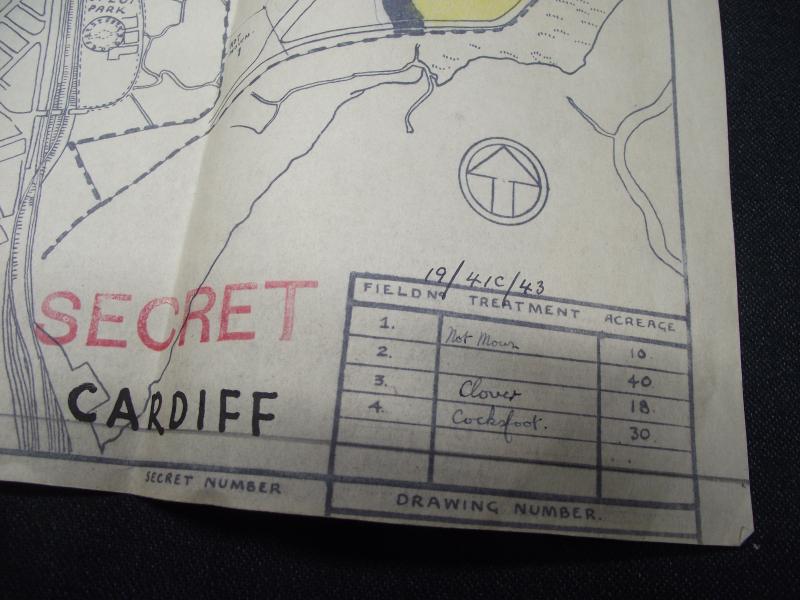 PARK
19/41C/43
FIELD Nº TREATMENT ACREAGE
1. Not Mown 10
2. 40
3. Clover 18
4. Cocksfoot. 30
SECRET
CARDIFF
SECRET NUMBER
DRAWING NUMBER.